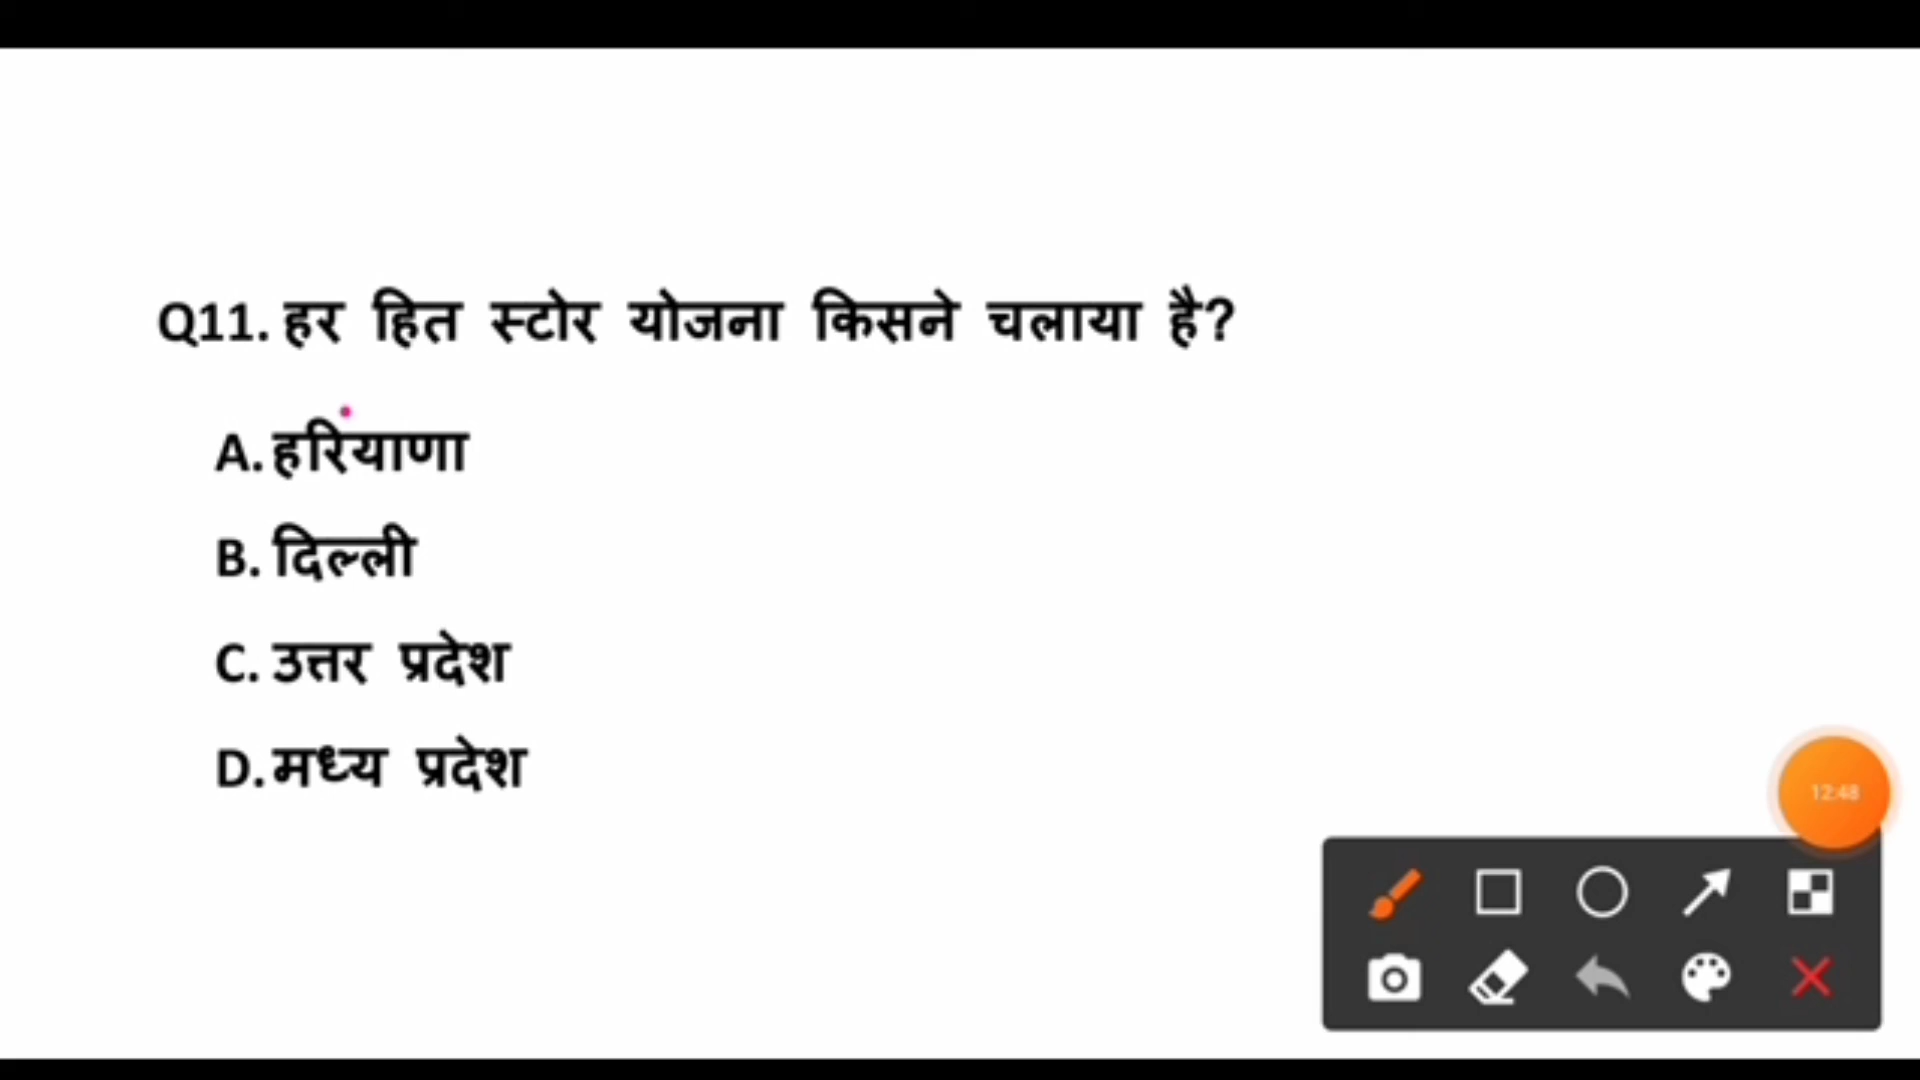 Q11. हर हित स्टोर योजना किसने चलाया है?
A. हरियाणा
B. दिल्ली
C. उत्तर प्रदेश
D. मध्य प्रदेश
12:48